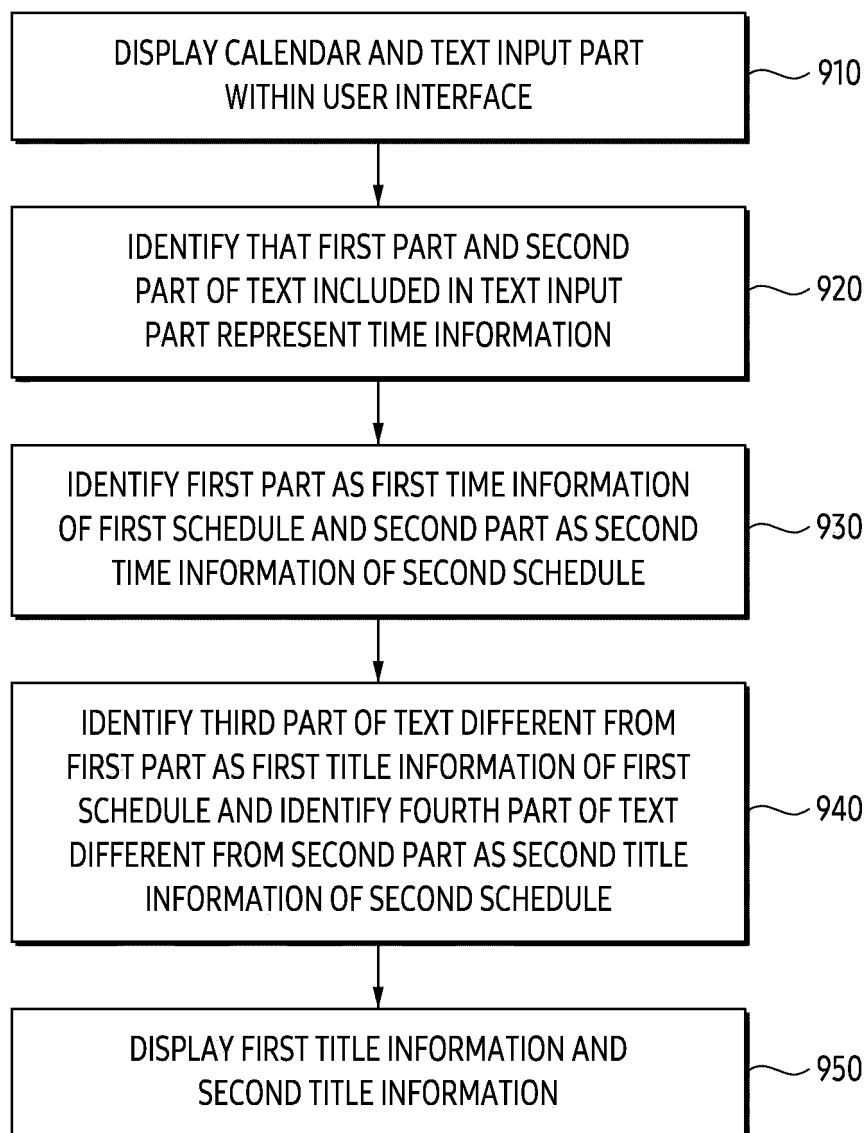 DISPLAY CALENDAR AND TEXT INPUT PART
WITHIN USER INTERFACE
910
IDENTIFY THAT FIRST PART AND SECOND
PART OF TEXT INCLUDED IN TEXT INPUT
PART REPRESENT TIME INFORMATION
920
IDENTIFY FIRST PART AS FIRST TIME INFORMATION
OF FIRST SCHEDULE AND SECOND PART AS SECOND
TIME INFORMATION OF SECOND SCHEDULE
930
IDENTIFY THIRD PART OF TEXT DIFFERENT FROM
FIRST PART AS FIRST TITLE INFORMATION OF FIRST
SCHEDULE AND IDENTIFY FOURTH PART OF TEXT
DIFFERENT FROM SECOND PART AS SECOND TITLE
INFORMATION OF SECOND SCHEDULE
940
DISPLAY FIRST TITLE INFORMATION AND
SECOND TITLE INFORMATION
950